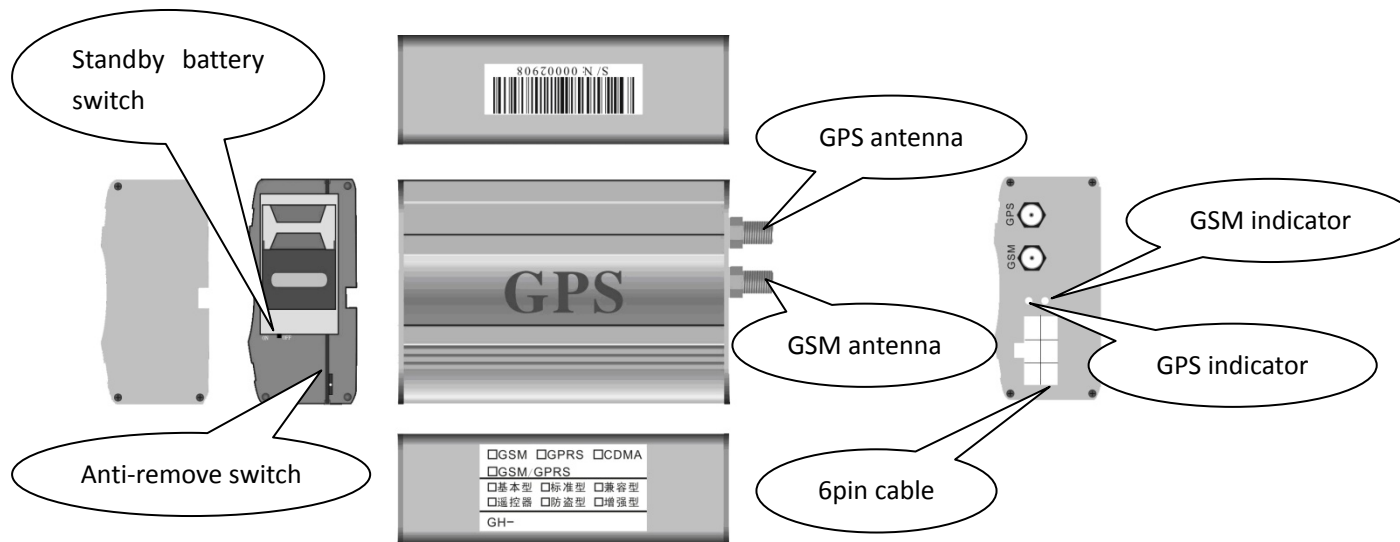 Standby battery
switch
S/N: 00002908
GPS antenna
GPS
GSM
GSM indicator
GPS
GSM antenna
GPS indicator
Anti-remove switch
□GSM □GPRS □CDMA
□GSM/GPRS
□基本型 □标准型 □兼容型
□遥控器 □防盗型 □增强型
GH-
6pin cable